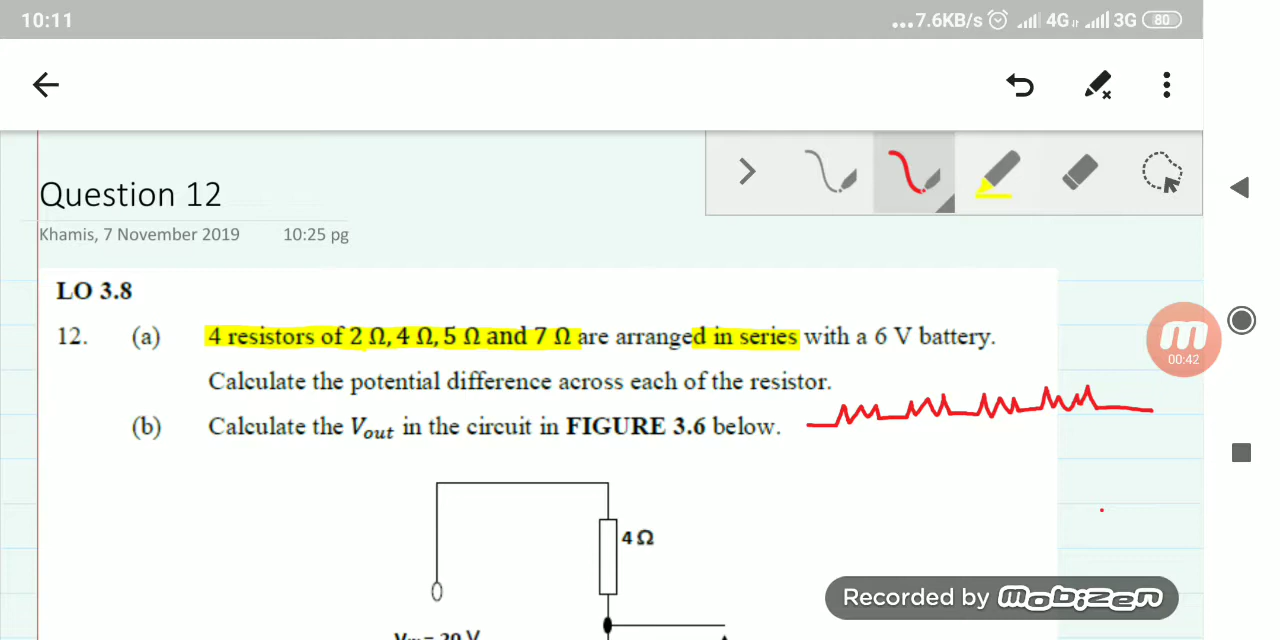 10:11
...7.6KB/s 4G 3G 80
Question 12
Khamis, 7 November 2019 10:25 pg
LO 3.8
12. (a) 4 resistors of 2 Ω, 4 Ω, 5 Ω and 7 Ω are arranged in series with a 6 V battery.
Calculate the potential difference across each of the resistor.
(b) Calculate the Vout in the circuit in FIGURE 3.6 below.
00:42
4 Ω
Recorded by mobizen